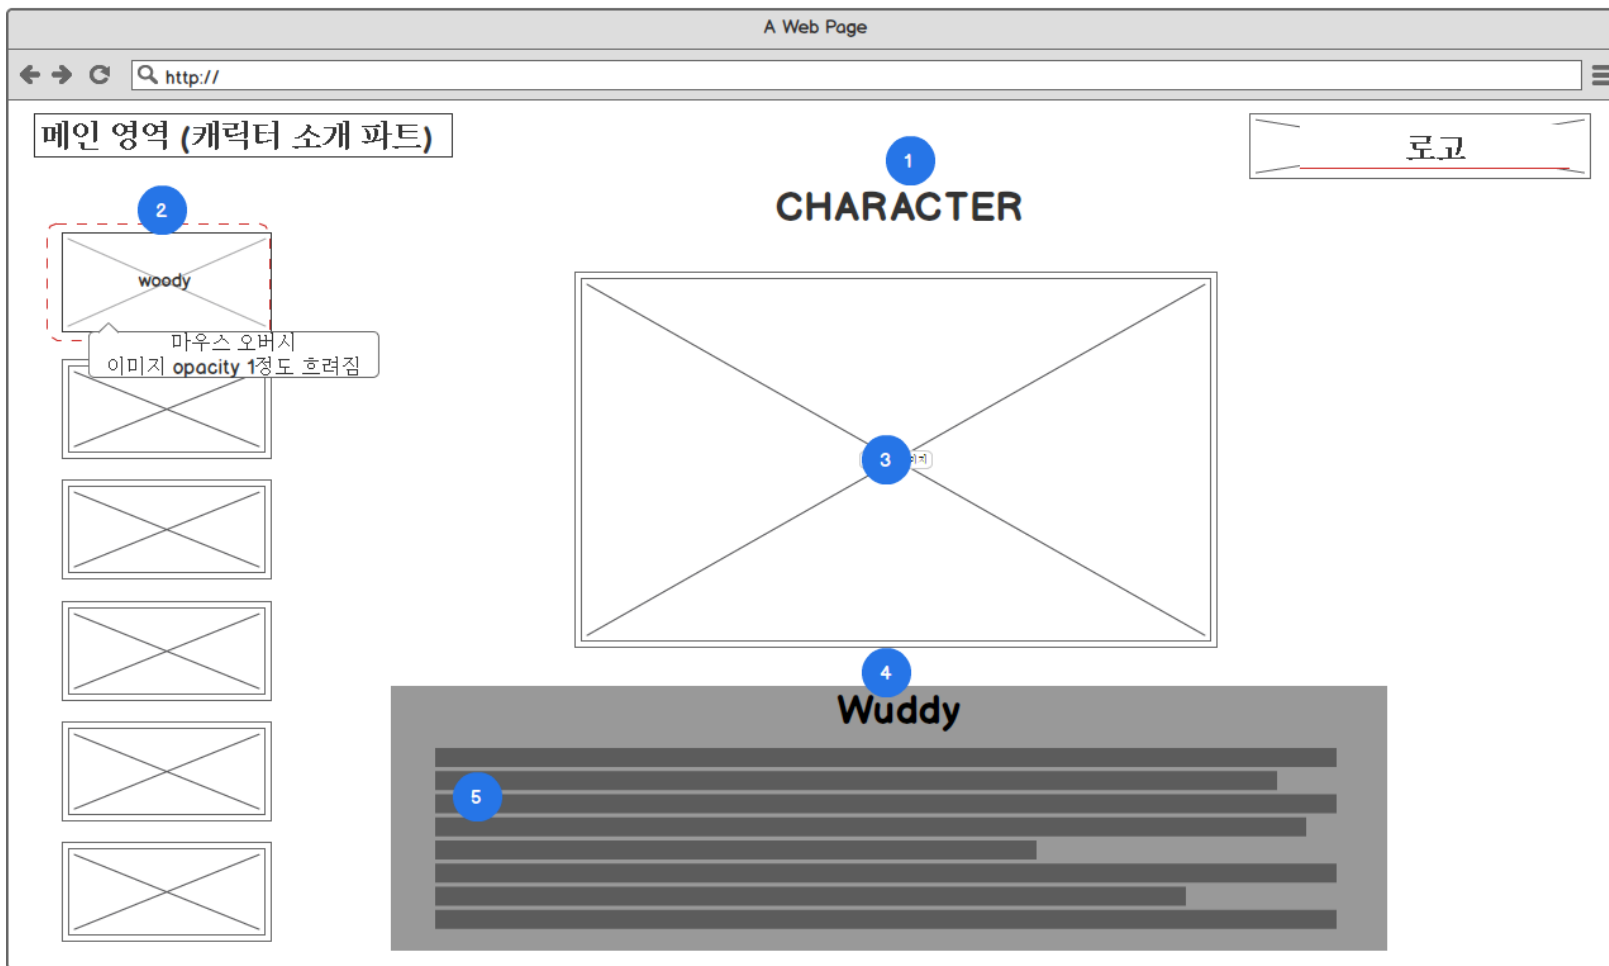 A Web Page
http://
메인 영역 (캐릭터 소개 파트)
로고
1
CHARACTER
2
woody
마우스 오버시
이미지 opacity 1정도 흐려짐
3
4
Wuddy
5